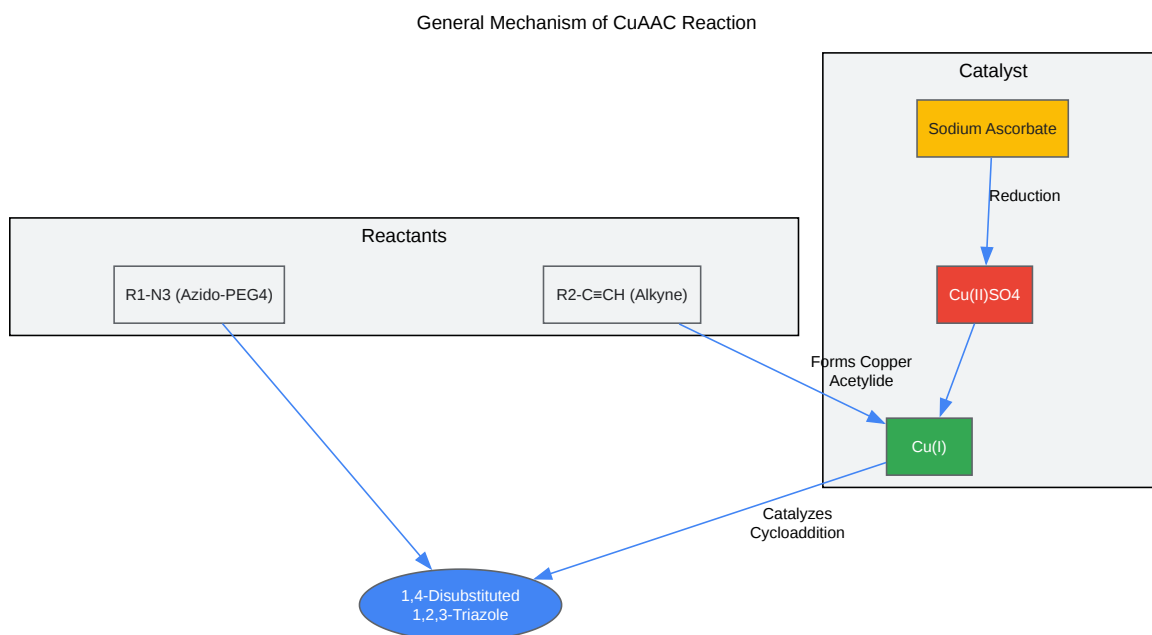 General Mechanism of CuAAC Reaction
Catalyst
Sodium Ascorbate
Reduction
Reactants
R1-N3 (Azido-PEG4)
R2-C≡CH (Alkyne)
Cu(II)SO4
Forms Copper
Acetylide
Cu(I)
Catalyzes
Cycloaddition
1,4-Disubstituted
1,2,3-Triazole